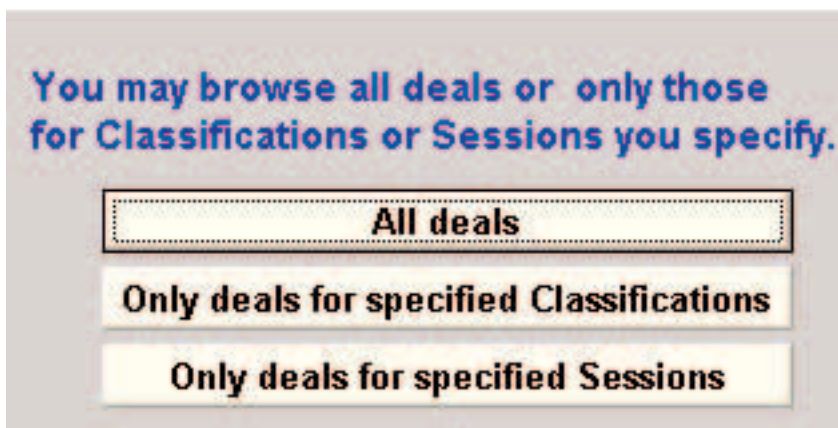 You may browse all deals or only those
for Classifications or Sessions you specify.
All deals
Only deals for specified Classifications
Only deals for specified Sessions